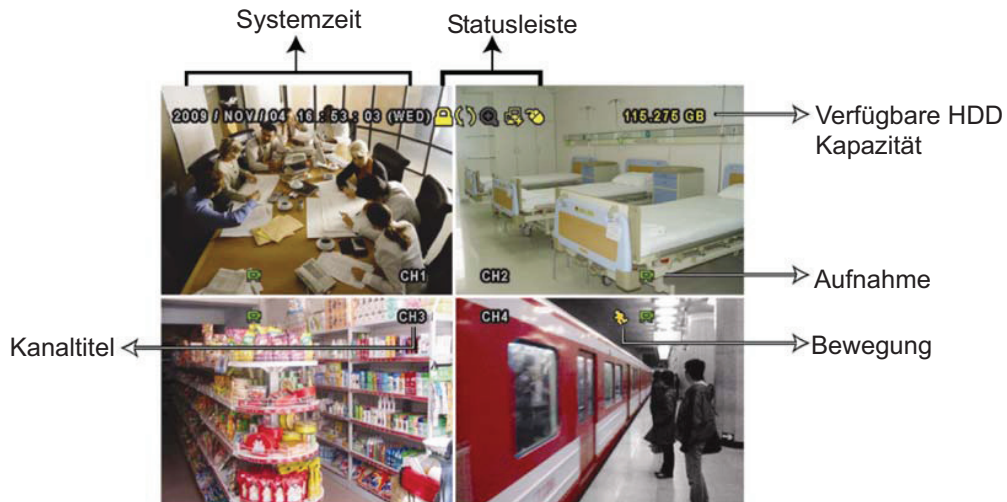 Systemzeit
Statusleiste
2009 / NOV / 04 16 : 53 : 03 (WED)
115.275 GB
Verfügbare HDD
Kapazität
CH1
CH2
Aufnahme
CH3
CH4
Kanaltitel
Bewegung